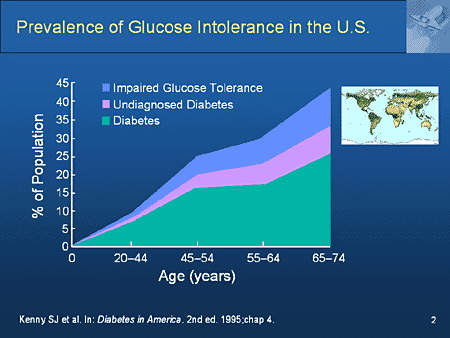 Prevalence of Glucose Intolerance in the U.S.
% of Population
45
40
35
30
25
20
15
10
5
0
Impaired Glucose Tolerance
Undiagnosed Diabetes
Diabetes
0 20–44 45–54 55–64 65–74
Age (years)
Kenny SJ et al. In: Diabetes in America. 2nd ed. 1995;chap 4.
2